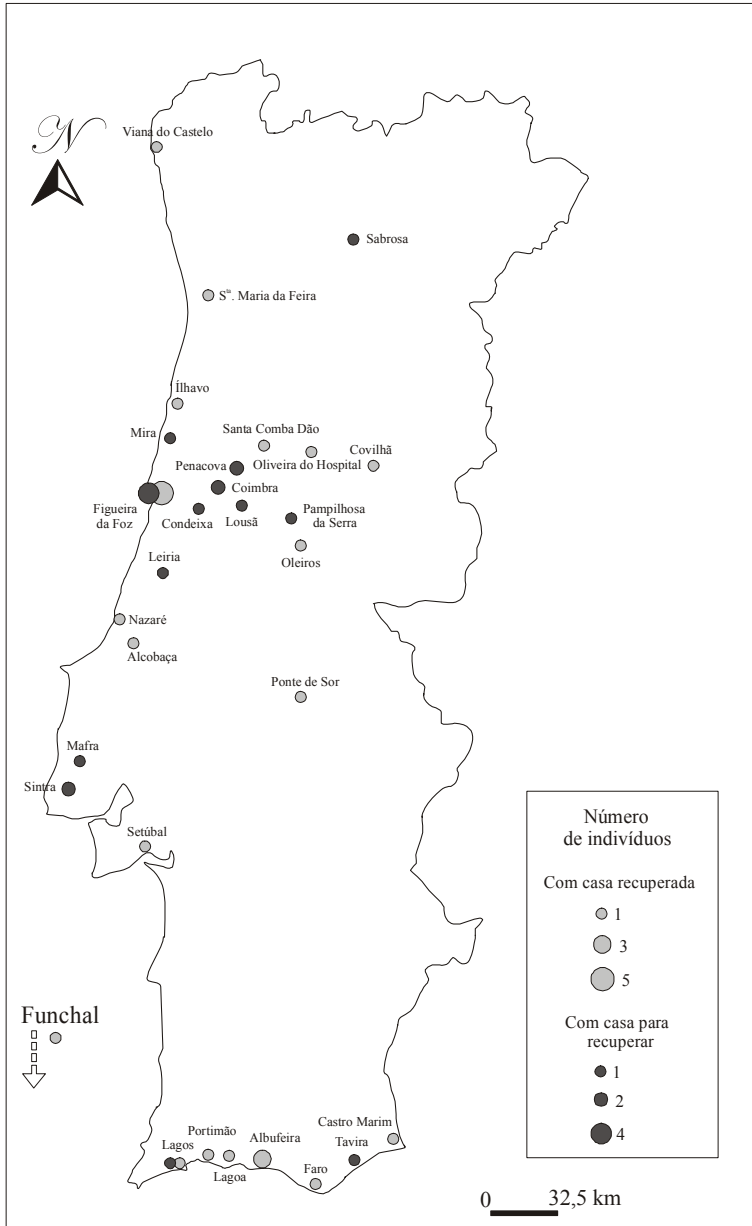 N
Viana do Castelo
Sabrosa
Sta. Maria da Feira
Ílhavo
Mira
Santa Comba Dão
Covilhã
Penacova
Oliveira do Hospital
Coimbra
Figueira
da Foz
Condeixa
Lousã
Pampilhosa
da Serra
Oleiros
Leiria
Nazaré
Alcobaça
Ponte de Sor
Mafra
Sintra
Setúbal
Número
de indivíduos
Com casa recuperada
1
3
5
Com casa para
recuperar
1
2
4
Funchal
Castro Marim
Portimão
Albufeira
Tavira
Lagos
Lagoa
Faro
0
32,5 km